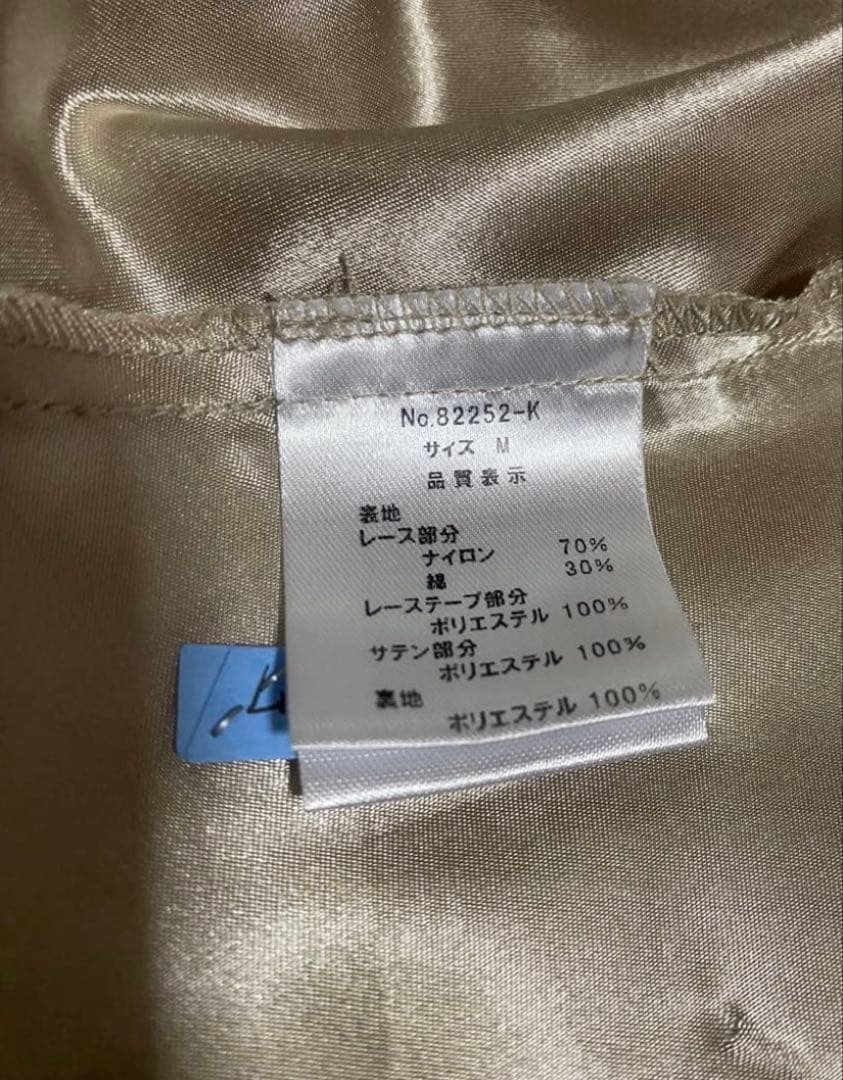 No.82252-K
サイズ M
品質表示
表地
レース部分
ナイロン 70%
綿 30%
レーステープ部分
ポリエステル 100%
サテン部分
ポリエステル 100%
裏地
ポリエステル 100%